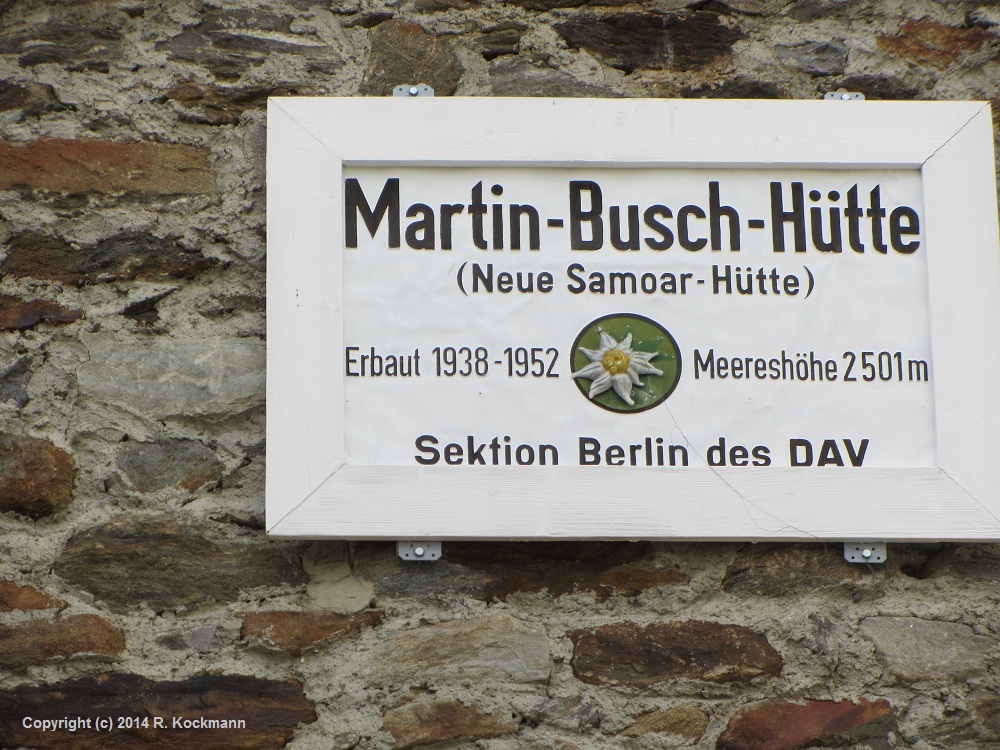 Martin-Busch-Hütte
(Neue Samoar-Hütte)
Erbaut 1938-1952 Meereshöhe 2501m
Sektion Berlin des DAV
Copyright (c) 2014 R. Kockmann